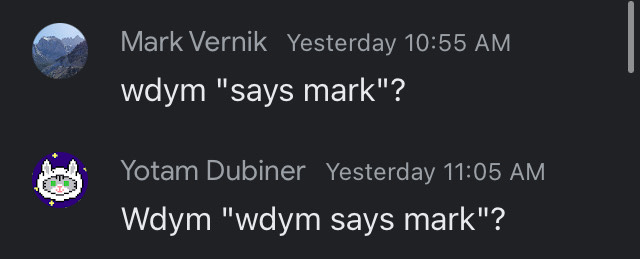 Mark Vernik Yesterday 10:55 AM
wdym "says mark"?
Yotam Dubiner Yesterday 11:05 AM
Wdym "wdym says mark"?